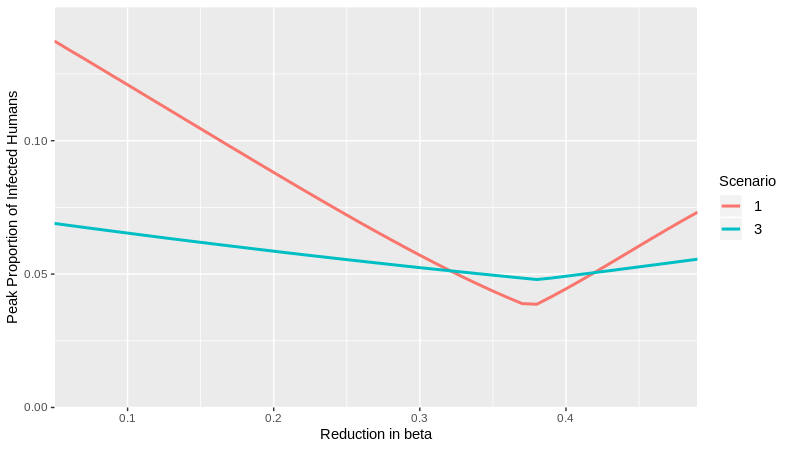 Peak Proportion of Infected Humans
0.10
0.05
0.00
0.1 0.2 0.3 0.4
Reduction in beta
Scenario
1
3